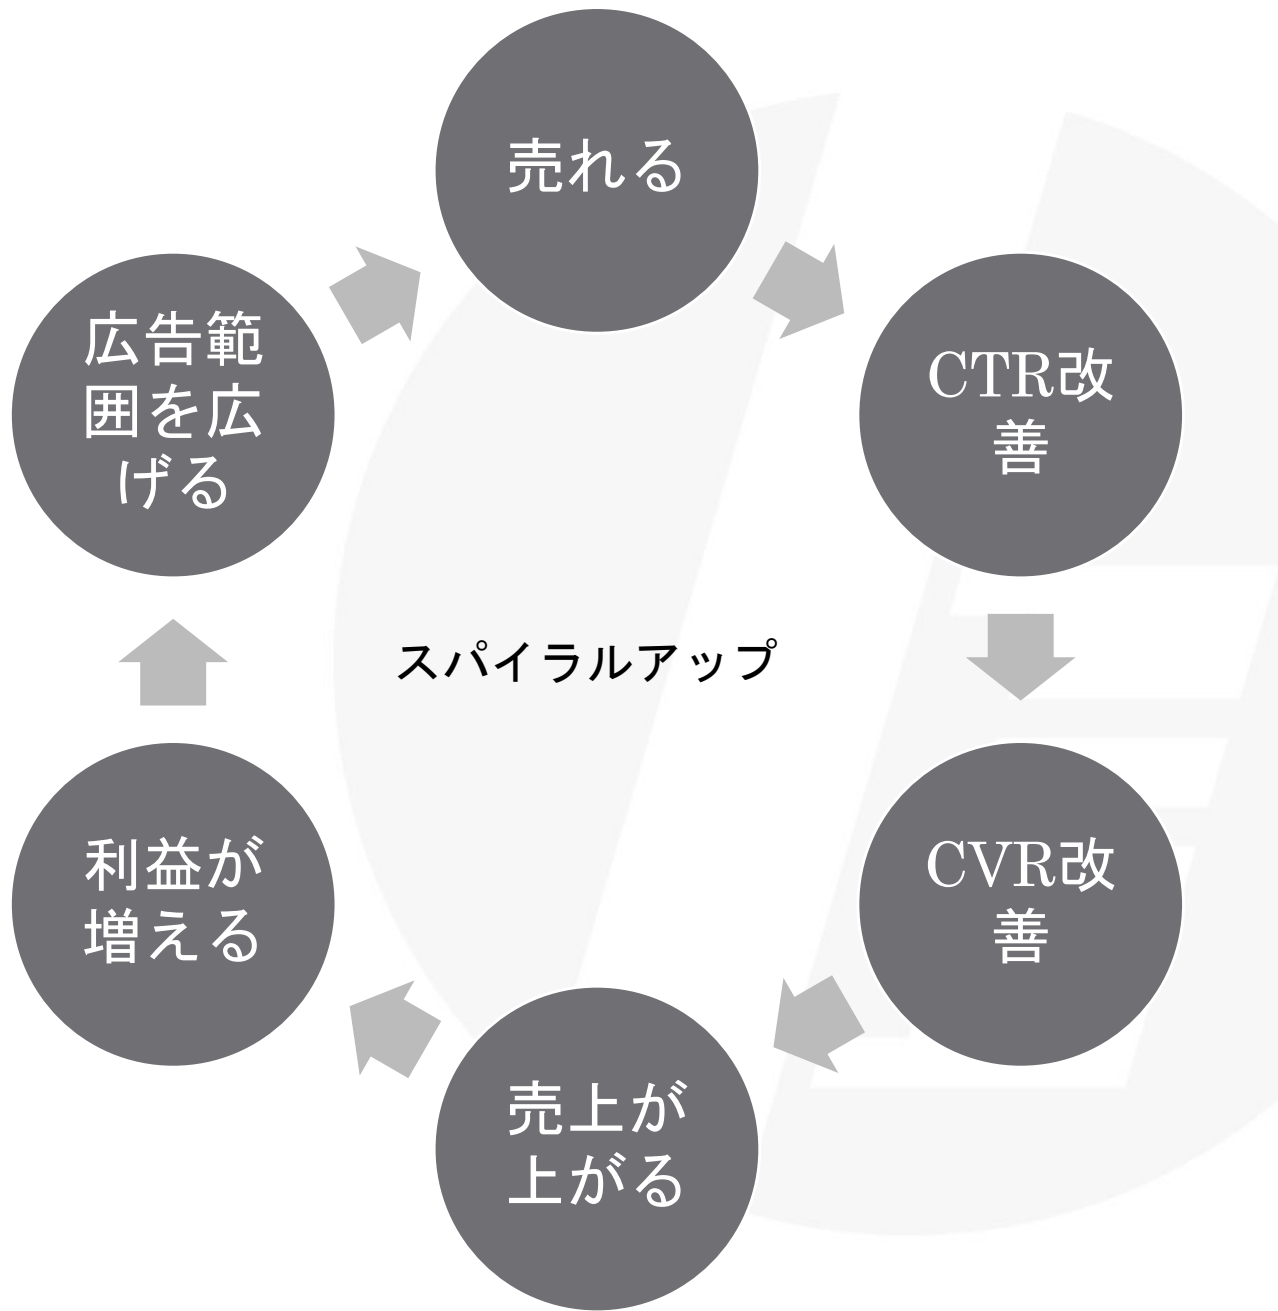 売れる
CTR改
善
CVR改
善
売上が
上がる
利益が
増える
広告範
囲を広
げる
スパイラルアップ